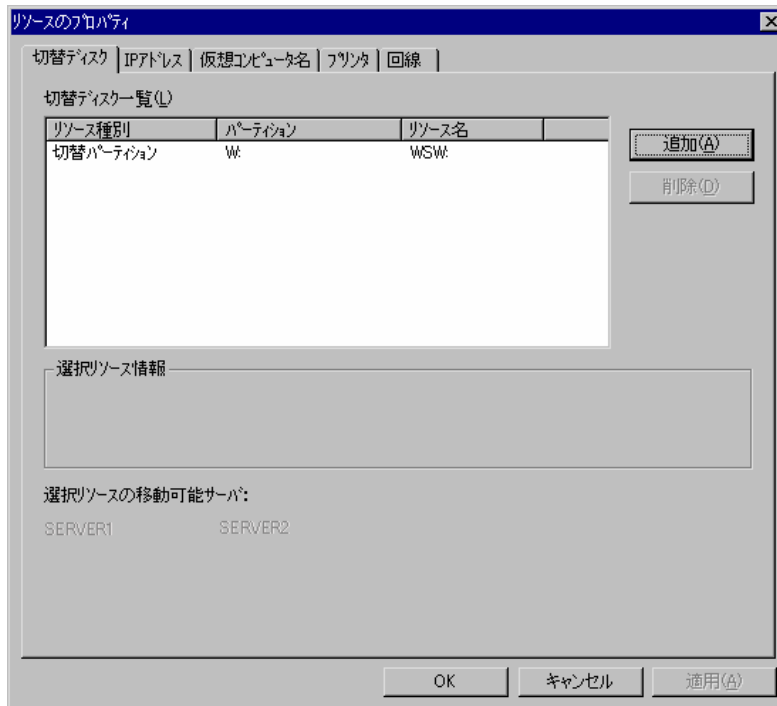 リソースのプロパティ
切替ディスク IPアドレス 仮想コンピュータ名 プリンタ 回線
切替ディスク一覧(L)
リソース種別 パーティション リソース名
切替パーティション W: WSW:
追加(A)
削除(D)
選択リソース情報
選択リソースの移動可能サーバ:
SERVER1 SERVER2
OK キャンセル 適用(A)